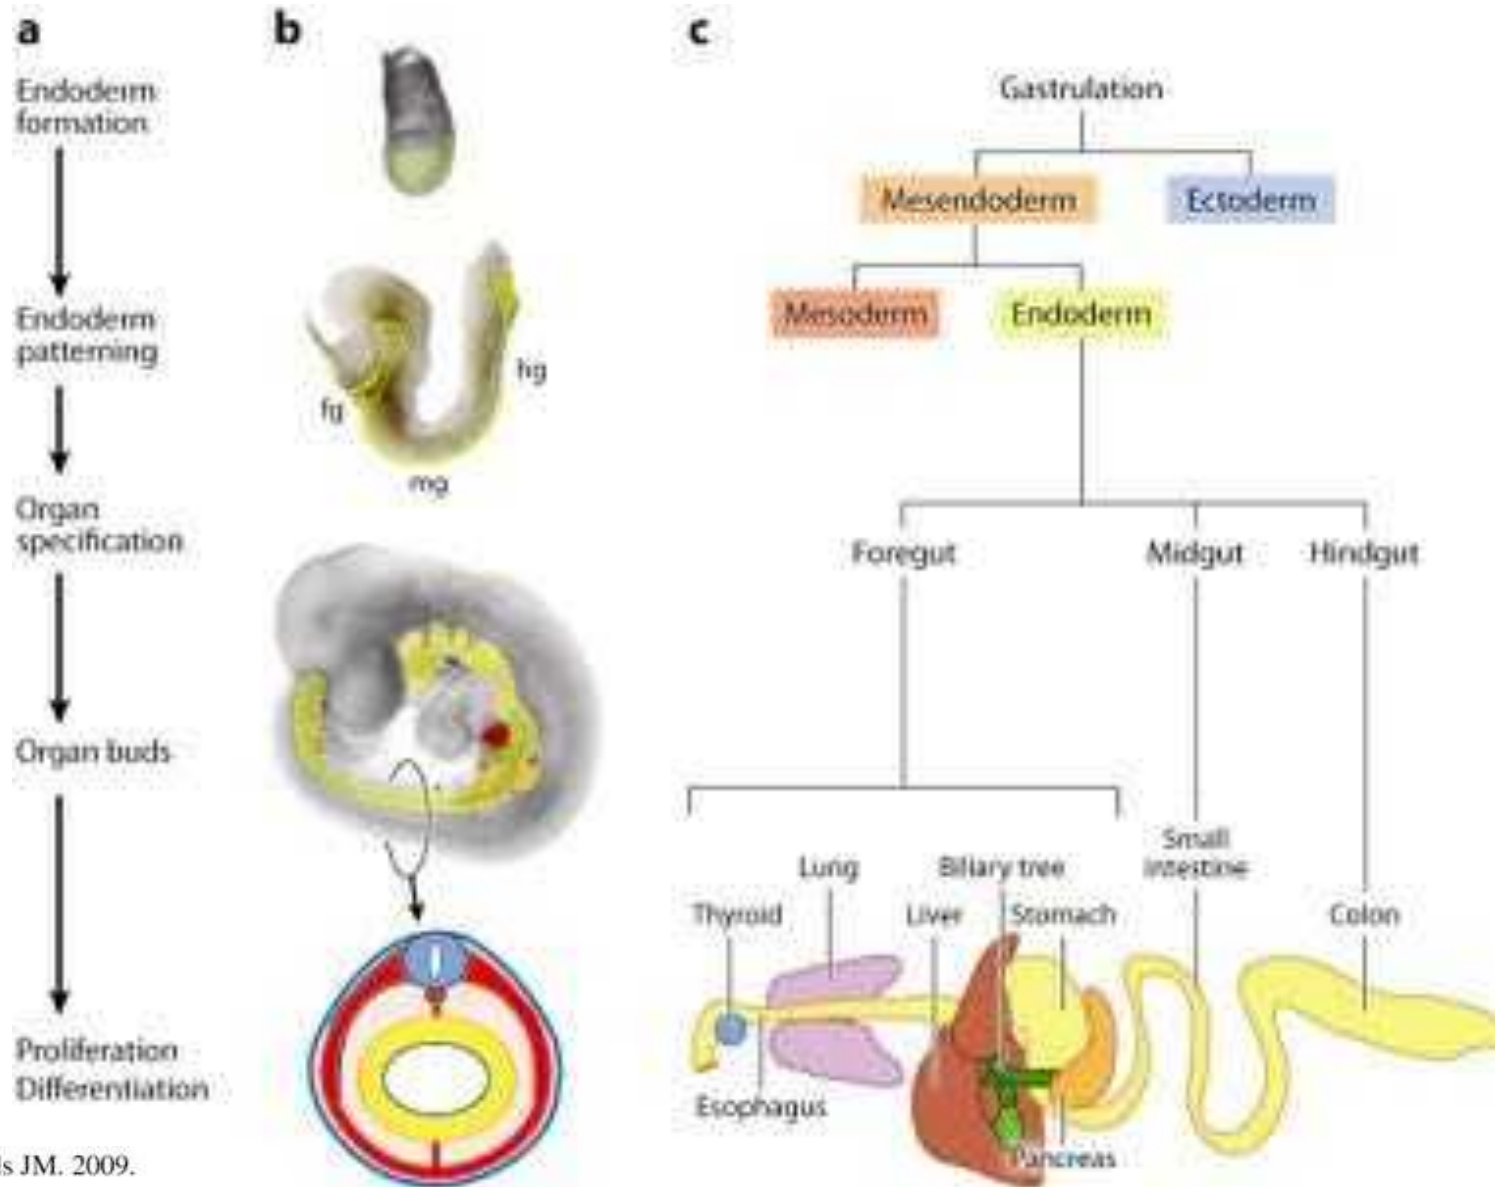 a
Endoderm
formation
Endoderm
patterning
Organ
specification
Organ buds
Proliferation
Differentiation
b
fg
mg
hg
c
Gastrulation
Mesendoderm
Ectoderm
Mesoderm
Endoderm
Foregut
Midgut
Hindgut
Small
intestine
Lung
Biliary tree
Thyroid
Liver
Stomach
Colon
Esophagus
Pancreas
ls JM. 2009.